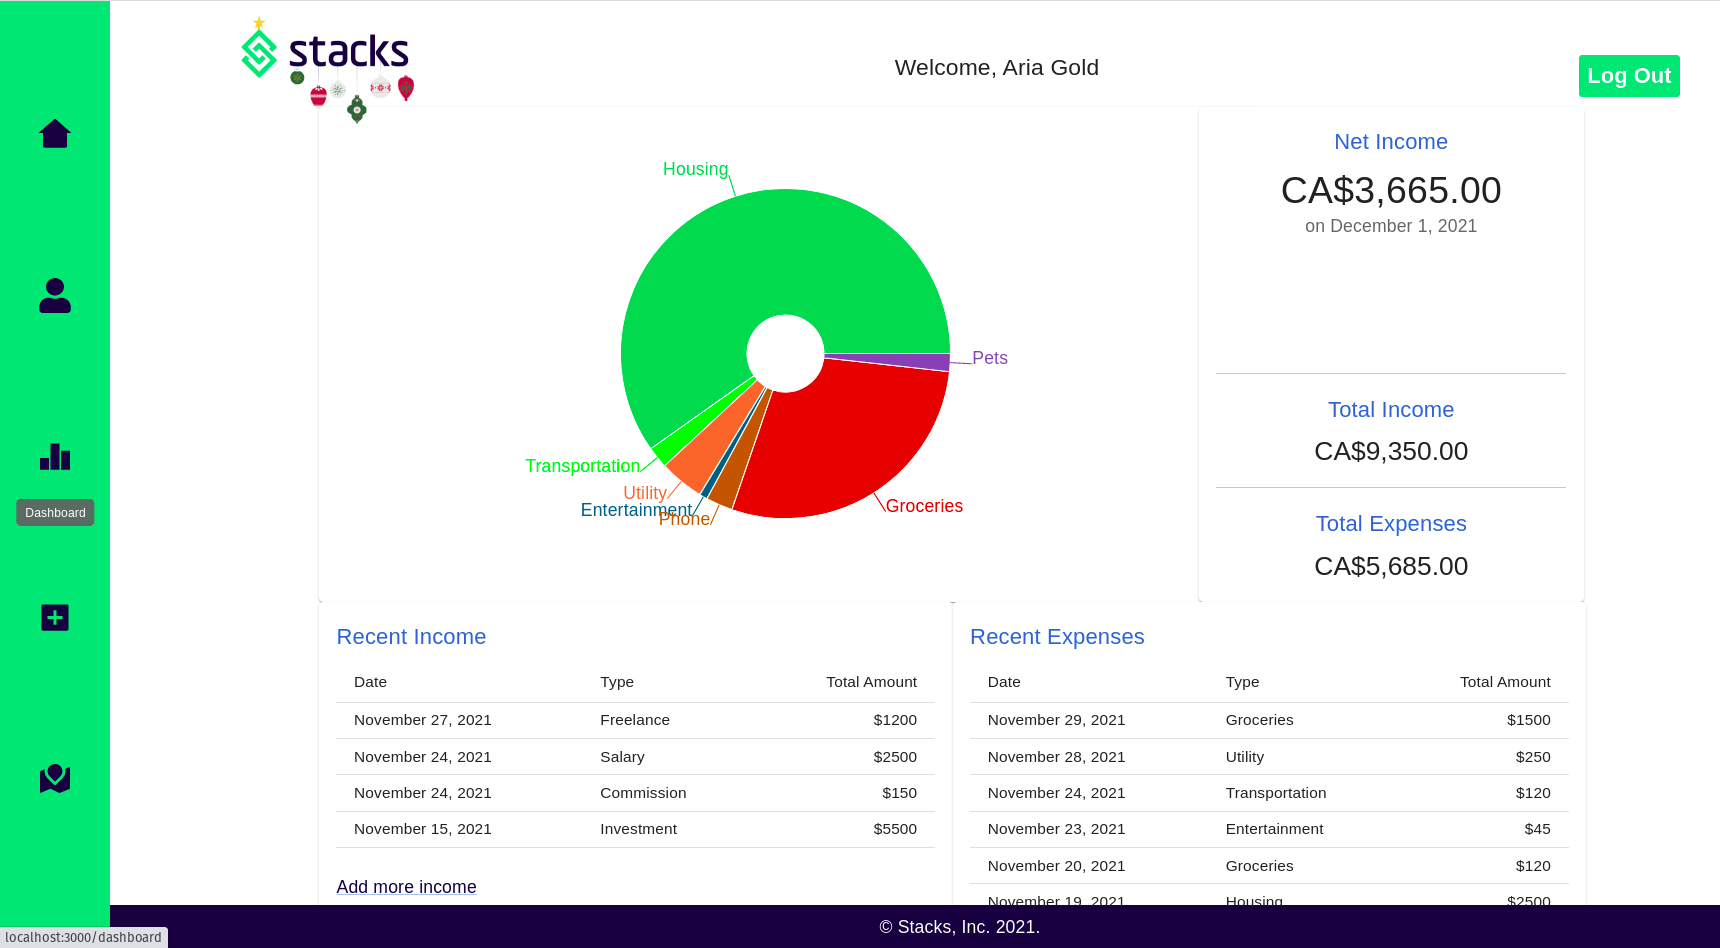 stacks
Welcome, Aria Gold
Log Out
Housing
Pets
Transportation
Utility
Entertainment
Phone
Groceries
Net Income
CA$3,665.00
on December 1, 2021
Total Income
CA$9,350.00
Total Expenses
CA$5,685.00
Dashboard
Recent Income
Date Type Total Amount
November 27, 2021 Freelance $1200
November 24, 2021 Salary $2500
November 24, 2021 Commission $150
November 15, 2021 Investment $5500
Add more income
Recent Expenses
Date Type Total Amount
November 29, 2021 Groceries $1500
November 28, 2021 Utility $250
November 24, 2021 Transportation $120
November 23, 2021 Entertainment $45
November 20, 2021 Groceries $120
November 19, 2021 Housing $2500
© Stacks, Inc. 2021.
localhost:3000/dashboard